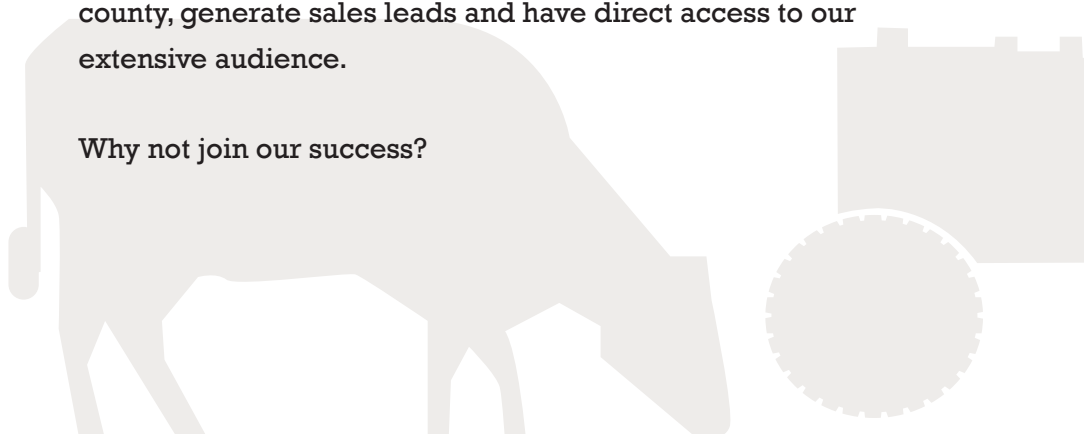 county, generate sales leads and have direct access to our
extensive audience.
Why not join our success?